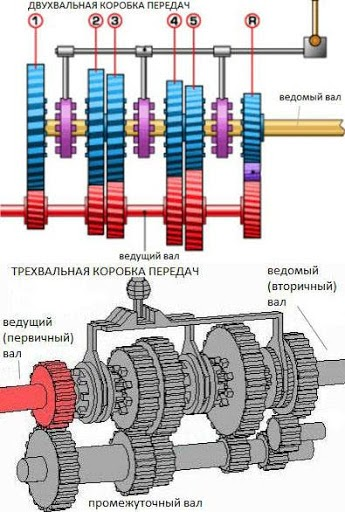 ДВУХВАЛЬНАЯ КОРОБКА ПЕРЕДАЧ
1 2 3 4 5 R
ведомый вал
ведущий вал
ТРЕХВАЛЬНАЯ КОРОБКА ПЕРЕДАЧ
ведомый
(вторичный)
вал
ведущий
(первичный)
вал
промежуточный вал